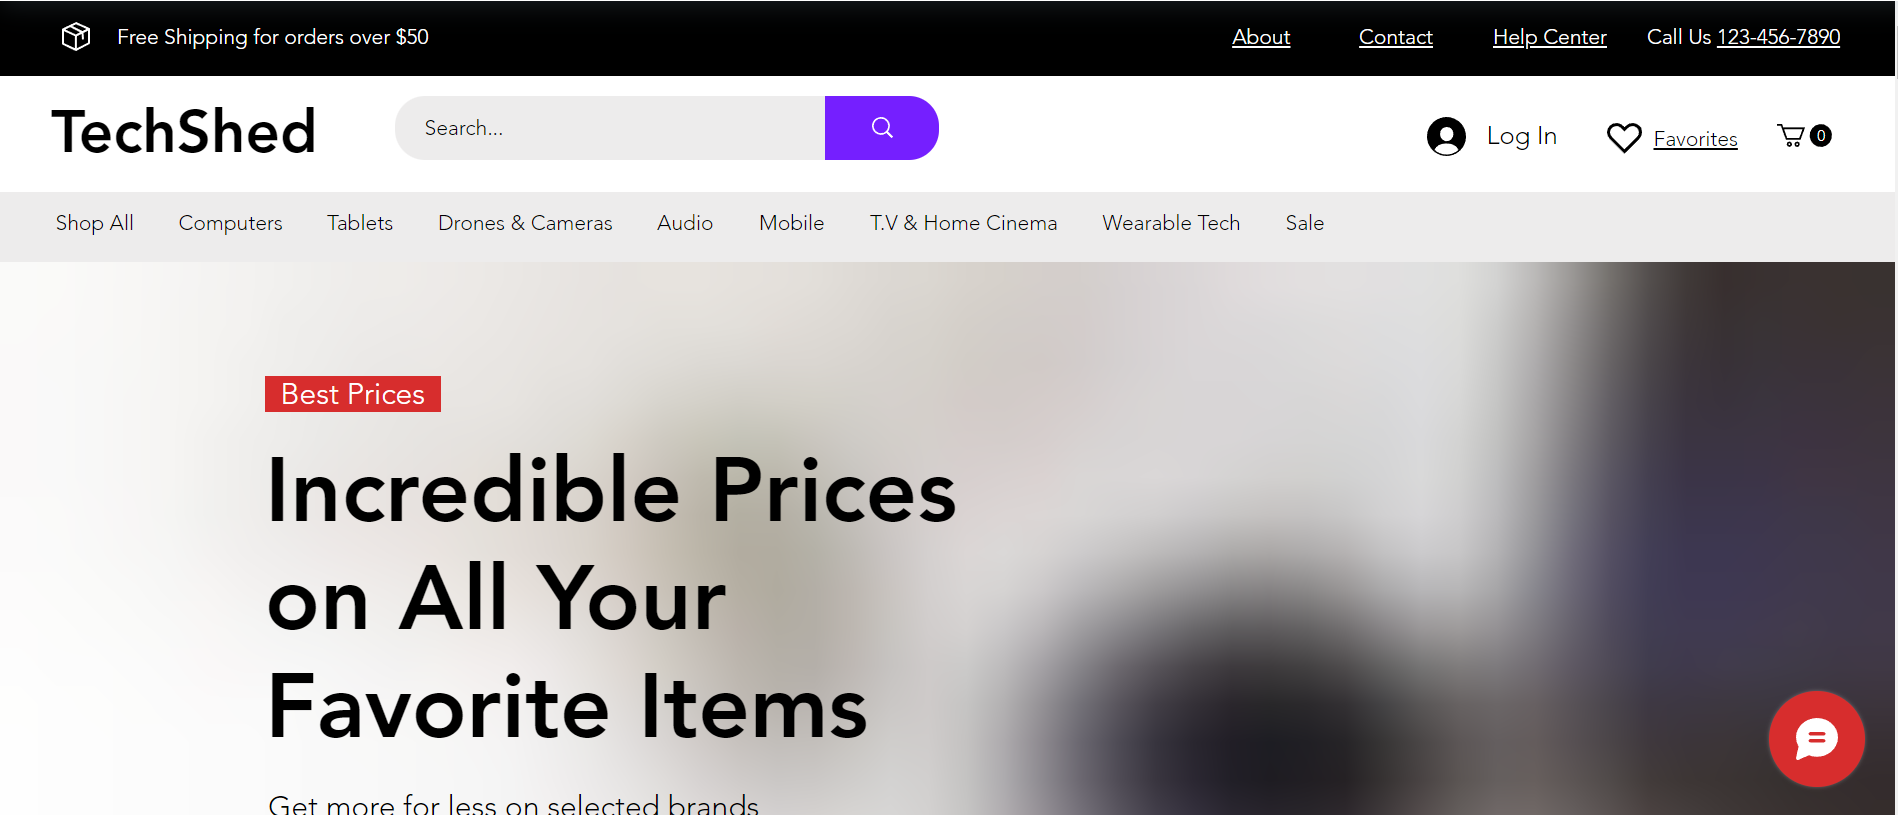 Free Shipping for orders over $50
About Contact Help Center Call Us 123-456-7890
TechShed
Search...
Log In
Favorites
0
Shop All Computers Tablets Drones & Cameras Audio Mobile T.V & Home Cinema Wearable Tech Sale
Best Prices
Incredible Prices
on All Your
Favorite Items
Get more for less on selected brands